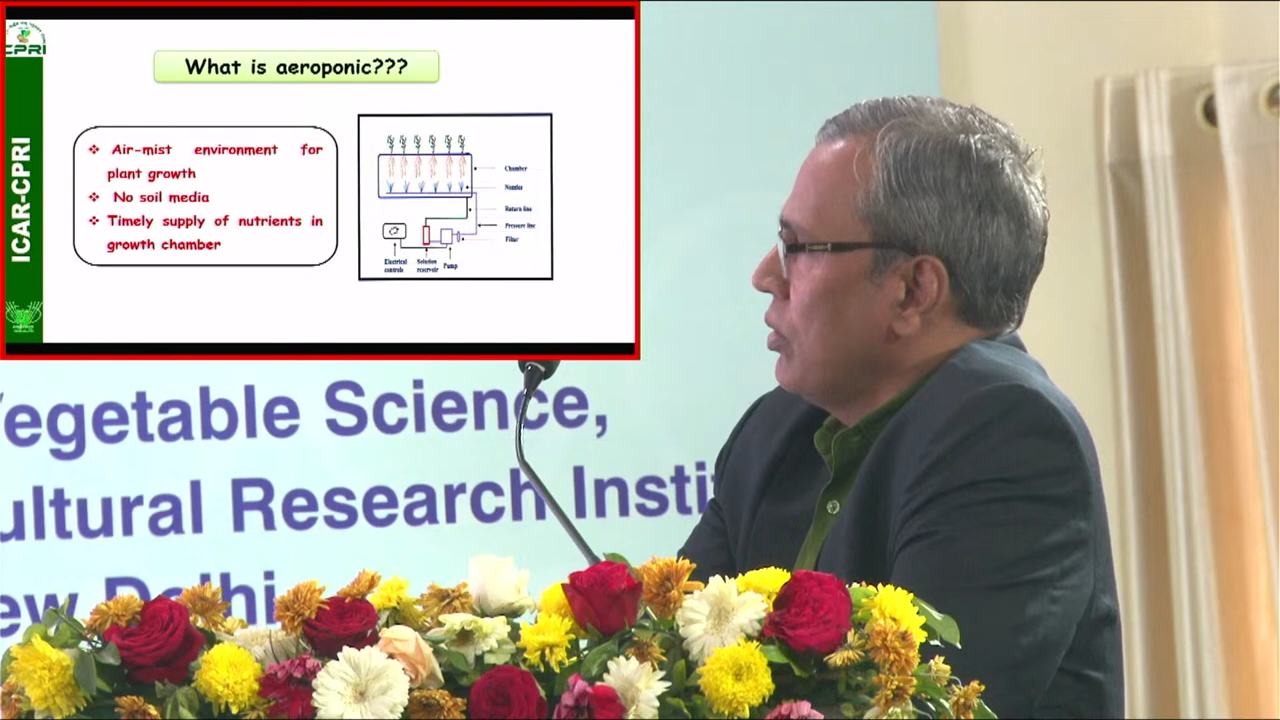 CPRI
ICAR-CPRI
What is aeroponic???
❖ Air-mist environment for
plant growth
❖ No soil media
❖ Timely supply of nutrients in
growth chamber
Chamber
Nozzles
Return line
Pressure line
Filter
Electrical
controls
Solution
reservoir
Pump
egetable Science,
ultural Research Insti
ew Delhi